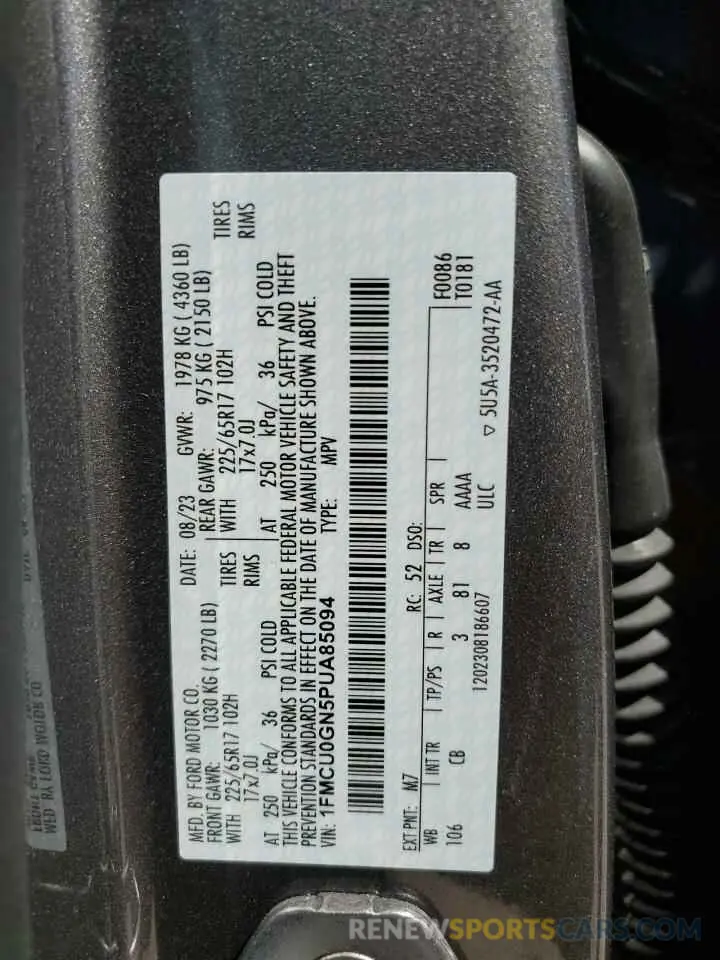 MFD. BY FORD MOTOR CO.
DATE: 08/23 GVWR: 1978 KG ( 4360 LB)
FRONT GAWR: 1030 KG ( 2270 LB) REAR GAWR: 975 KG ( 2150 LB)
WITH 225/65R17 102H TIRES WITH 225/65R17 102H TIRES
17x7.0J RIMS 17x7.0J RIMS
AT 250 kPa/ 36 PSI COLD AT 250 kPa/ 36 PSI COLD
THIS VEHICLE CONFORMS TO ALL APPLICABLE FEDERAL MOTOR VEHICLE SAFETY AND THEFT
PREVENTION STANDARDS IN EFFECT ON THE DATE OF MANUFACTURE SHOWN ABOVE.
VIN: 1FMCU0GN5PUA85094 TYPE: MPV
EXT PNT: M7 RC: 52 DSO:
WB INT TR TP/PS R AXLE TR SPR F0086
106 CB 3 81 8 AAAA T0181
ULC
1202308186607 ▽ 5U5A-3520472-AA
RENEWSPORTSCARS.COM